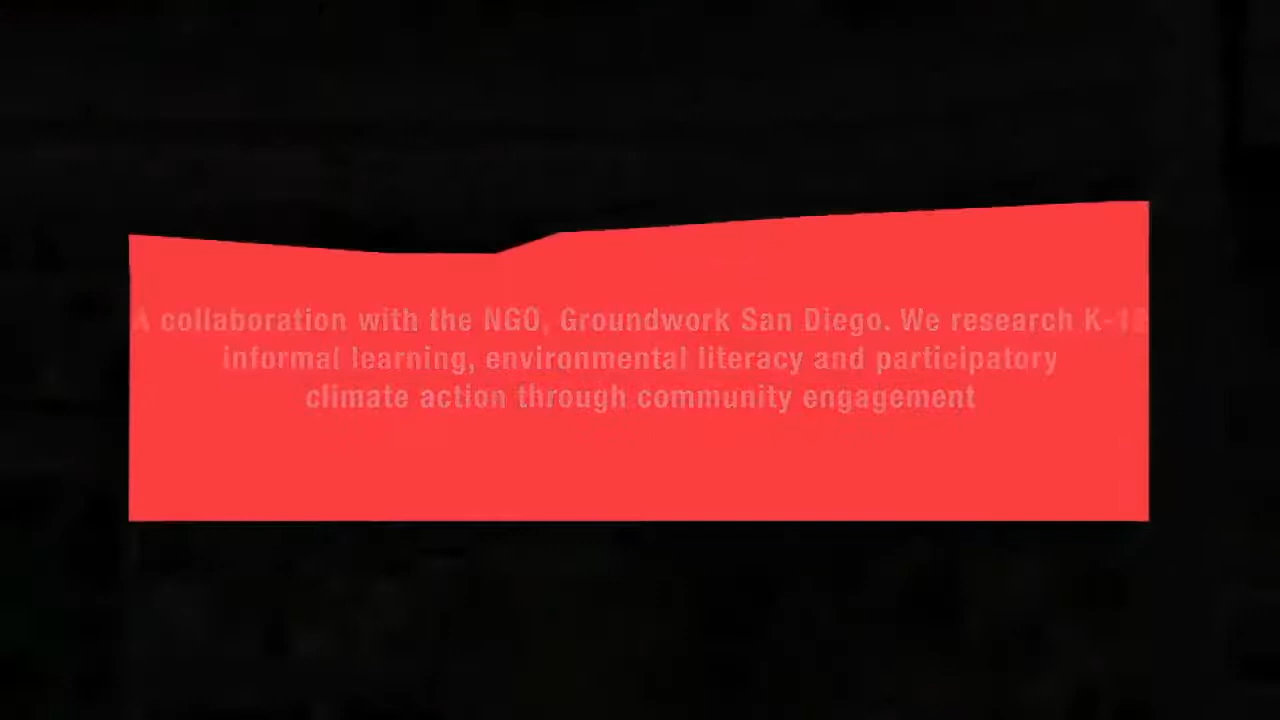 A collaboration with the NGO, Groundwork San Diego. We research K-12
informal learning, environmental literacy and participatory
climate action through community engagement